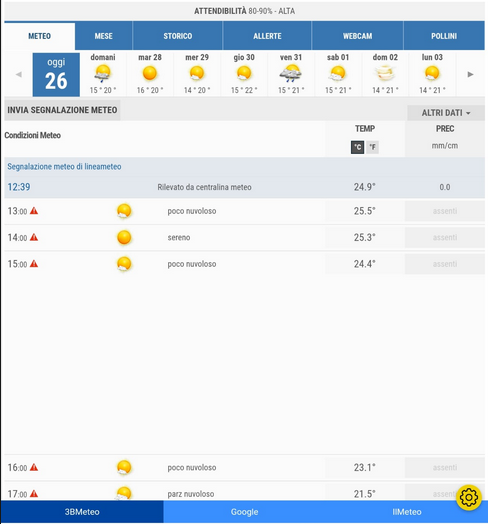 ATTENDIBILITÀ 80-90% - ALTA
METEO MESE STORICO ALLERTE WEBCAM POLLINI
oggi domani mar 28 mer 29 gio 30 ven 31 sab 01 dom 02 lun 03
26
15° 20° 16° 20° 14° 20° 15° 22° 15° 21° 15° 21° 14° 21° 14° 21°
INVIA SEGNALAZIONE METEO
ALTRI DATI
Condizioni Meteo TEMP PREC
°C °F mm/cm
Segnalazione meteo di lineameteo
12:39 Rilevato da centralina meteo 24.9° 0.0
13:00 poco nuvoloso 25.5° assenti
14:00 sereno 25.3° assenti
15:00 poco nuvoloso 24.4° assenti
16:00 poco nuvoloso 23.1° assenti
17:00 parz nuvoloso 21.5°
3BMeteo Google IlMeteo